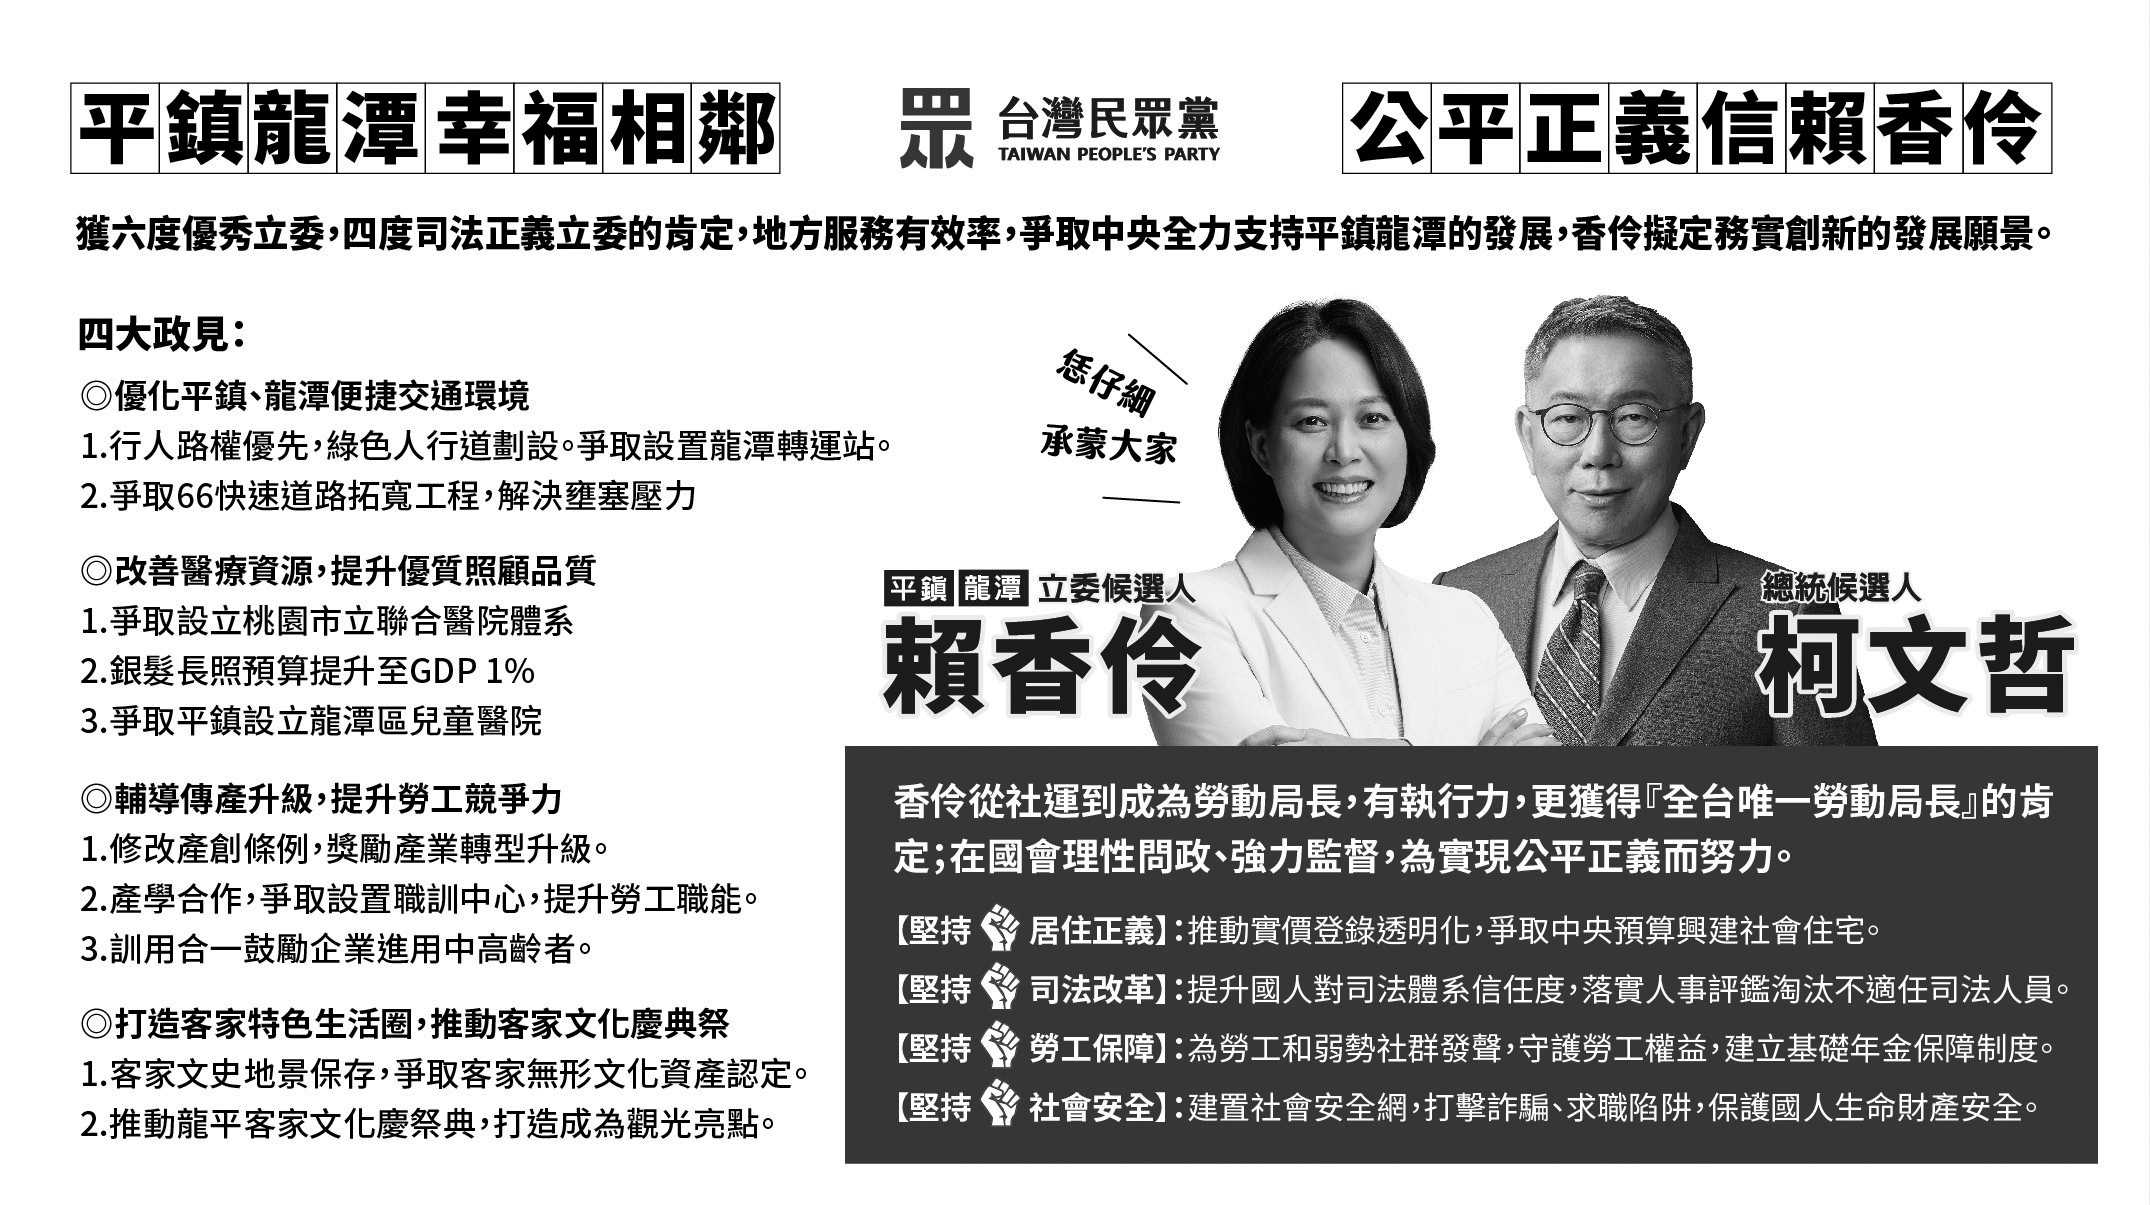 平鎮龍潭幸福相鄰
台灣民眾黨
TAIWAN PEOPLE'S PARTY
公平正義信賴香伶
獲六度優秀立委,四度司法正義立委的肯定,地方服務有效率,爭取中央全力支持平鎮龍潭的發展,香伶擬定務實創新的發展願景。
四大政見:
◎優化平鎮、龍潭便捷交通環境
1.行人路權優先,綠色人行道劃設。爭取設置龍潭轉運站。
2.爭取66快速道路拓寬工程,解決壅塞壓力
◎改善醫療資源,提升優質照顧品質
1.爭取設立桃園市立聯合醫院體系
2.銀髮長照預算提升至GDP 1%
3.爭取平鎮設立龍潭區兒童醫院
◎輔導傳產升級,提升勞工競爭力
1.修改產創條例,獎勵產業轉型升級。
2.產學合作,爭取設置職訓中心,提升勞工職能。
3.訓用合一鼓勵企業進用中高齡者。
◎打造客家特色生活圈,推動客家文化慶典祭
1.客家文史地景保存,爭取客家無形文化資產認定。
2.推動龍平客家文化慶祭典,打造成為觀光亮點。
恁仔細
承蒙大家
平鎮 龍潭 立委候選人
賴香伶
總統候選人
柯文哲
香伶從社運到成為勞動局長,有執行力,更獲得『全台唯一勞動局長』的肯
定;在國會理性問政、強力監督,為實現公平正義而努力。
【堅持 居住正義】:推動實價登錄透明化,爭取中央預算興建社會住宅。
【堅持 司法改革】:提升國人對司法體系信任度,落實人事評鑑淘汰不適任司法人員。
【堅持 勞工保障】:為勞工和弱勢社群發聲,守護勞工權益,建立基礎年金保障制度。
【堅持 社會安全】:建置社會安全網,打擊詐騙、求職陷阱,保護國人生命財產安全。